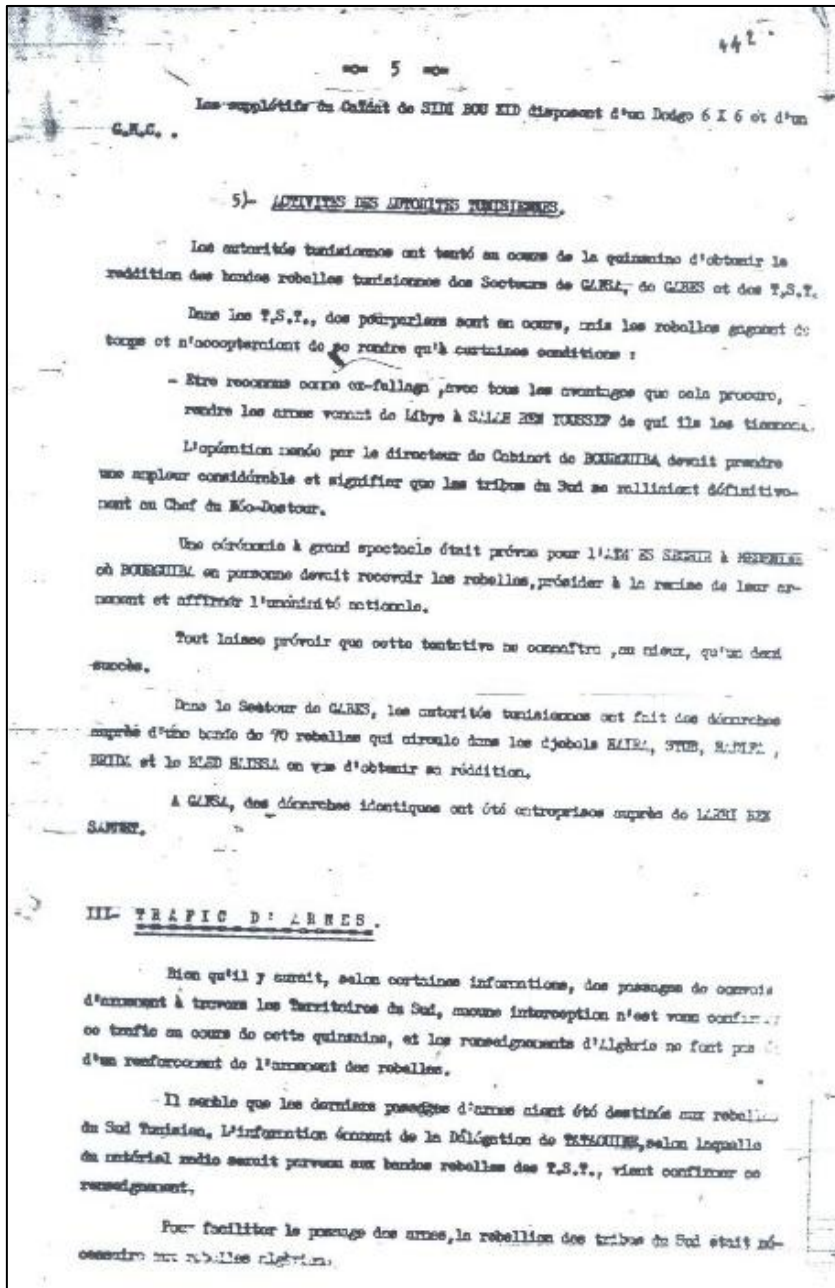 442.
-o- 5 -o-
Les supplétifs du Caïdat de SIDI BOU ZID disposent d'un Dodge 6 X 6 et d'un
G.M.C. .
5)- ACTIVITES DES AUTORITES TUNISIENNES.
Les autorités tunisiennes ont tenté au cours de la quinzaine d'obtenir la
reddition des bandes rebelles tunisiennes des Secteurs de GAFSA, de GABES et des T.S.T.
Dans les T.S.T., des pourparlers sont en cours, mais les rebelles gagnent du
temps et n'accepteraient de se rendre qu'à certaines conditions :
- Etre reconnus comme ex-fellaga ,avec tous les avantages que cela procure,
rendre les armes venant de Libye à SALAH BEN YOUSSEF de qui ils les tiennent.
L'opération menée par le directeur de Cabinet de BOURGUIBA devait prendre
une ampleur considérable et signifier que les tribus du Sud se ralliaient définitive-
ment au Chef du Néo-Destour.
Une cérémonie à grand spectacle était prévue pour l'AID ES SEGHIR à MEDENINE
où BOURGUIBA en personne devait recevoir les rebelles,présider à la remise de leur ar-
mement et affirmer l'unanimité nationale.
Tout laisse prévoir que cette tentative ne connaîtra ,au mieux, qu'un demi
succès.
Dans le Secteur de GABES, les autorités tunisiennes ont fait des démarches
auprès d'une bande de 70 rebelles qui circule dans les djebels
et le BLED en vue d'obtenir sa réddition.
A GAFSA, des démarches identiques ont été entreprises auprès de BEN
III- TRAFIC D'ARMES.
Bien qu'il y aurait, selon certaines informations, des passages de convois
d'armement à travers les Territoires du Sud, aucune interception n'est venu confirmer
ce trafic au cours de cette quinzaine, et les renseignements d'Algérie ne font pas
d'un renforcement de l'armement des rebelles.
Il semble que les derniers passages d'armes aient été destinés aux rebelles
du Sud Tunisien. L'information émanant de la Délégation de TATAOUINE,selon laquelle
du matériel radio serait parvenu aux bandes rebelles des T.S.T., vient confirmer ce
renseignement.
Pour faciliter le passage des armes,la rebellion des tribus du Sud était né-
cessaire aux rebelles algériens.